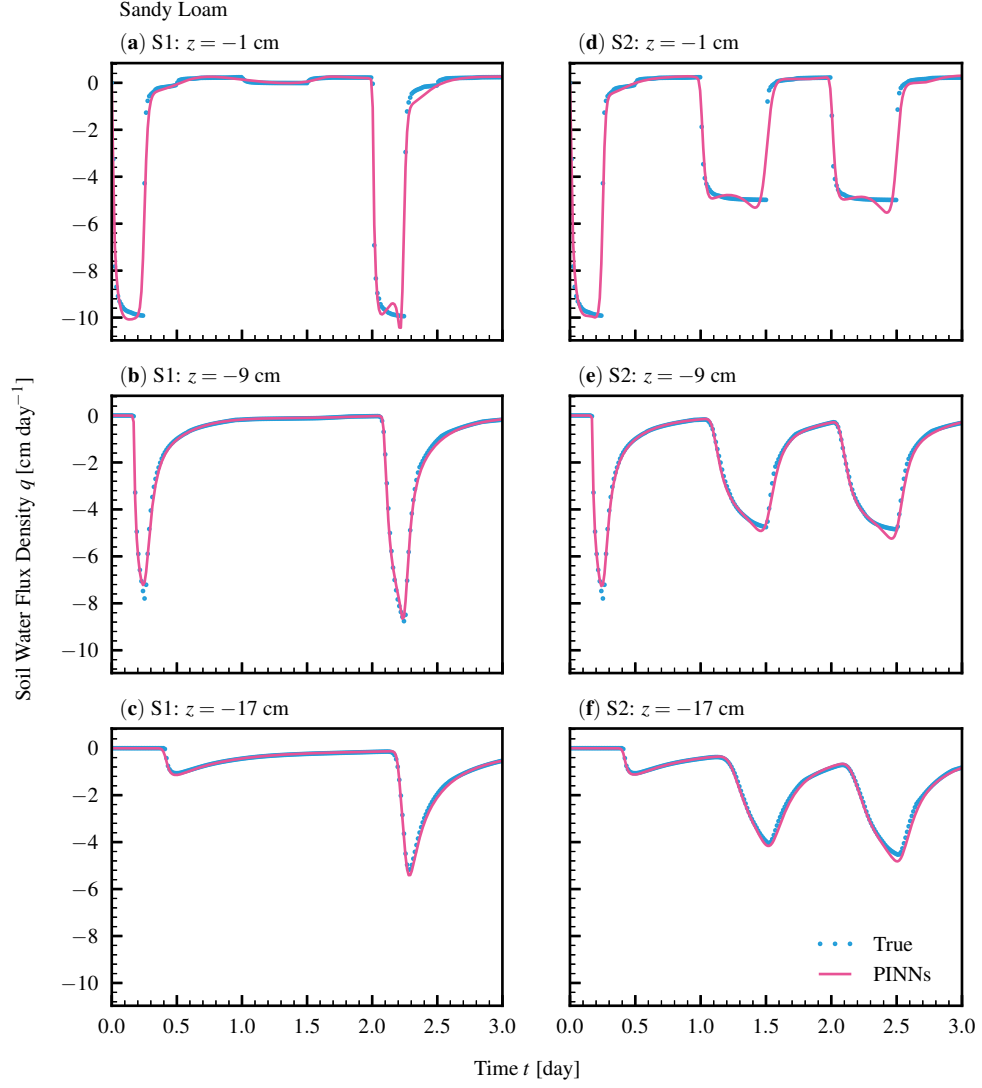 Sandy Loam
(a) S1: z = −1 cm
(d) S2: z = −1 cm
0
−2
−4
−6
−8
−10
(b) S1: z = −9 cm
(e) S2: z = −9 cm
0
−2
−4
−6
−8
−10
Soil Water Flux Density q [cm day⁻¹]
(c) S1: z = −17 cm
(f) S2: z = −17 cm
0
−2
−4
−6
−8
−10
True
PINNs
0.0 0.5 1.0 1.5 2.0 2.5 3.0
0.0 0.5 1.0 1.5 2.0 2.5 3.0
Time t [day]